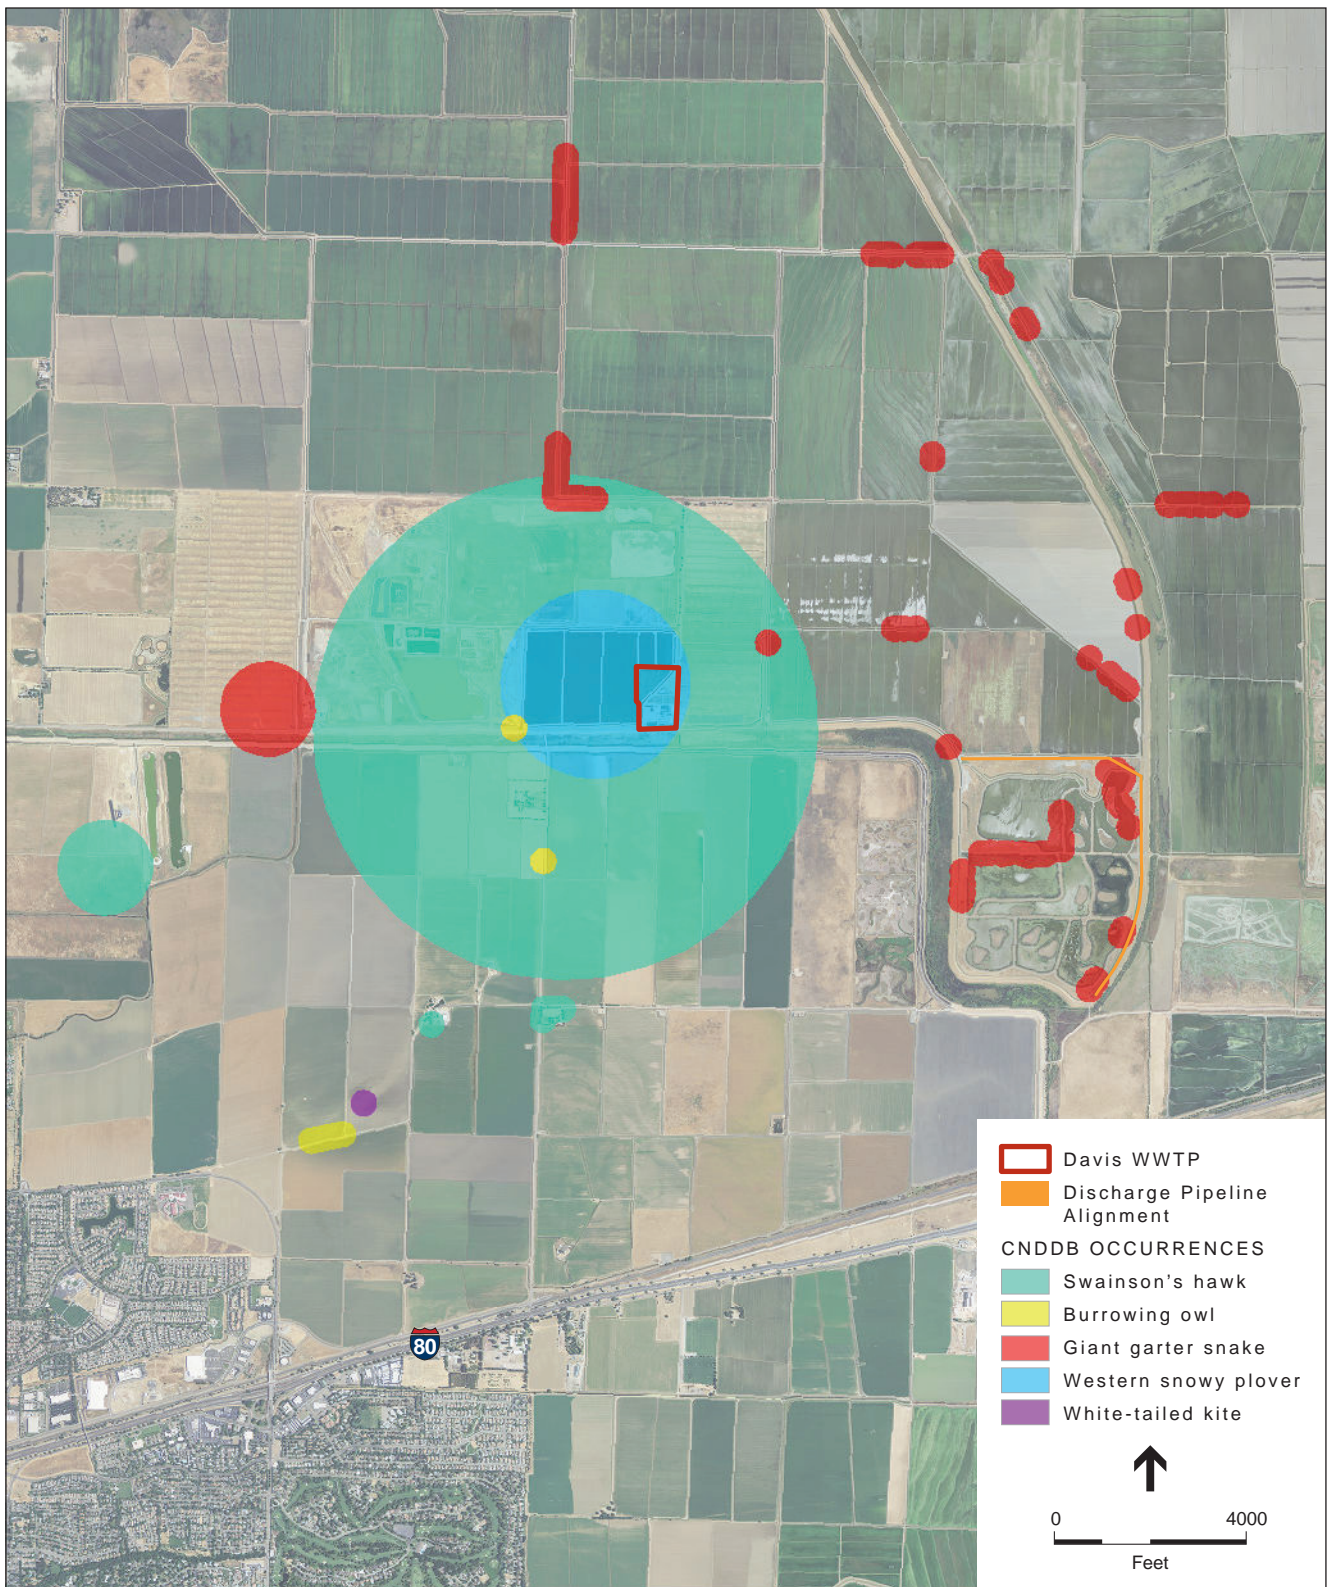 80
Davis WWTP
Discharge Pipeline
Alignment
CNDDB OCCURRENCES
Swainson's hawk
Burrowing owl
Giant garter snake
Western snowy plover
White-tailed kite
0 4000
Feet